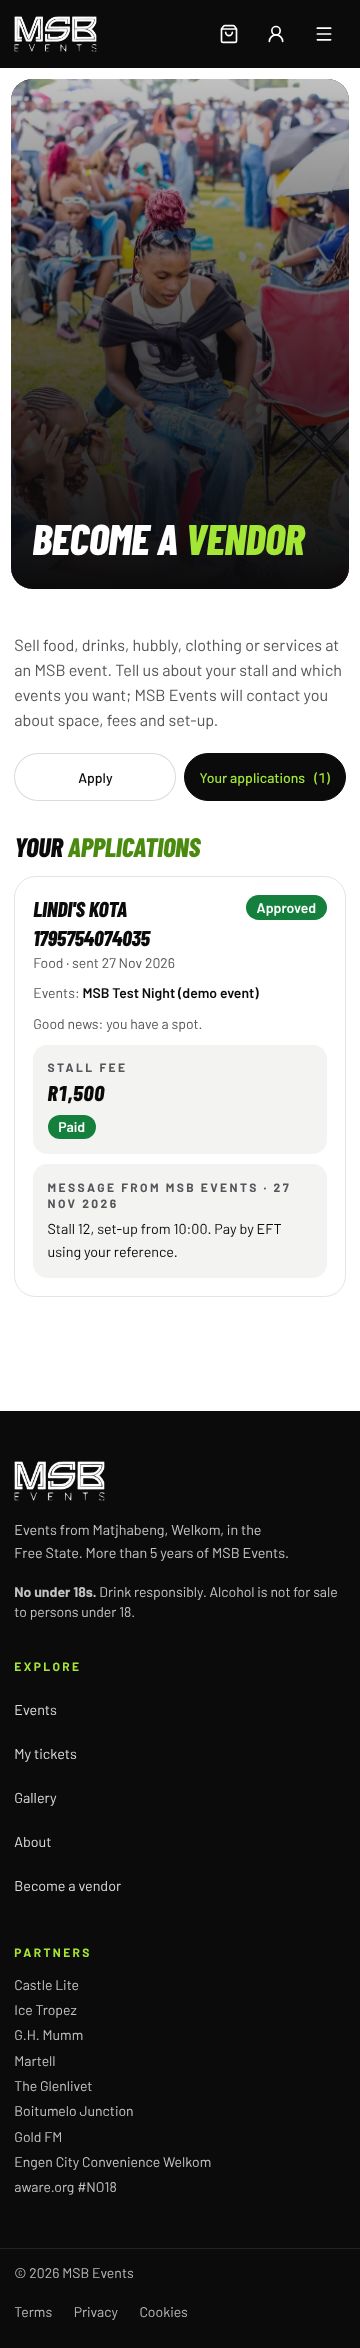 MSB
EVENTS
BECOME A VENDOR
Sell food, drinks, hubbly, clothing or services at
an MSB event. Tell us about your stall and which
events you want; MSB Events will contact you
about space, fees and set-up.
Apply
Your applications (1)
YOUR APPLICATIONS
LINDI'S KOTA
1795754074035
Approved
Food · sent 27 Nov 2026
Events: MSB Test Night (demo event)
Good news: you have a spot.
STALL FEE
R1,500
Paid
MESSAGE FROM MSB EVENTS · 27
NOV 2026
Stall 12, set-up from 10:00. Pay by EFT
using your reference.
MSB
EVENTS
Events from Matjhabeng, Welkom, in the
Free State. More than 5 years of MSB Events.
No under 18s. Drink responsibly. Alcohol is not for sale
to persons under 18.
EXPLORE
Events
My tickets
Gallery
About
Become a vendor
PARTNERS
Castle Lite
Ice Tropez
G.H. Mumm
Martell
The Glenlivet
Boitumelo Junction
Gold FM
Engen City Convenience Welkom
aware.org #NO18
© 2026 MSB Events
Terms Privacy Cookies